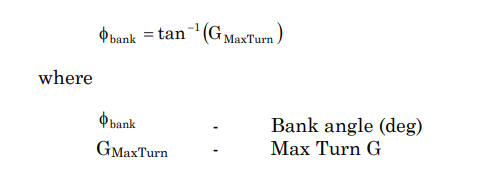 ϕbank = tan⁻¹(GMaxTurn)
where
ϕbank - Bank angle (deg)
GMaxTurn - Max Turn G